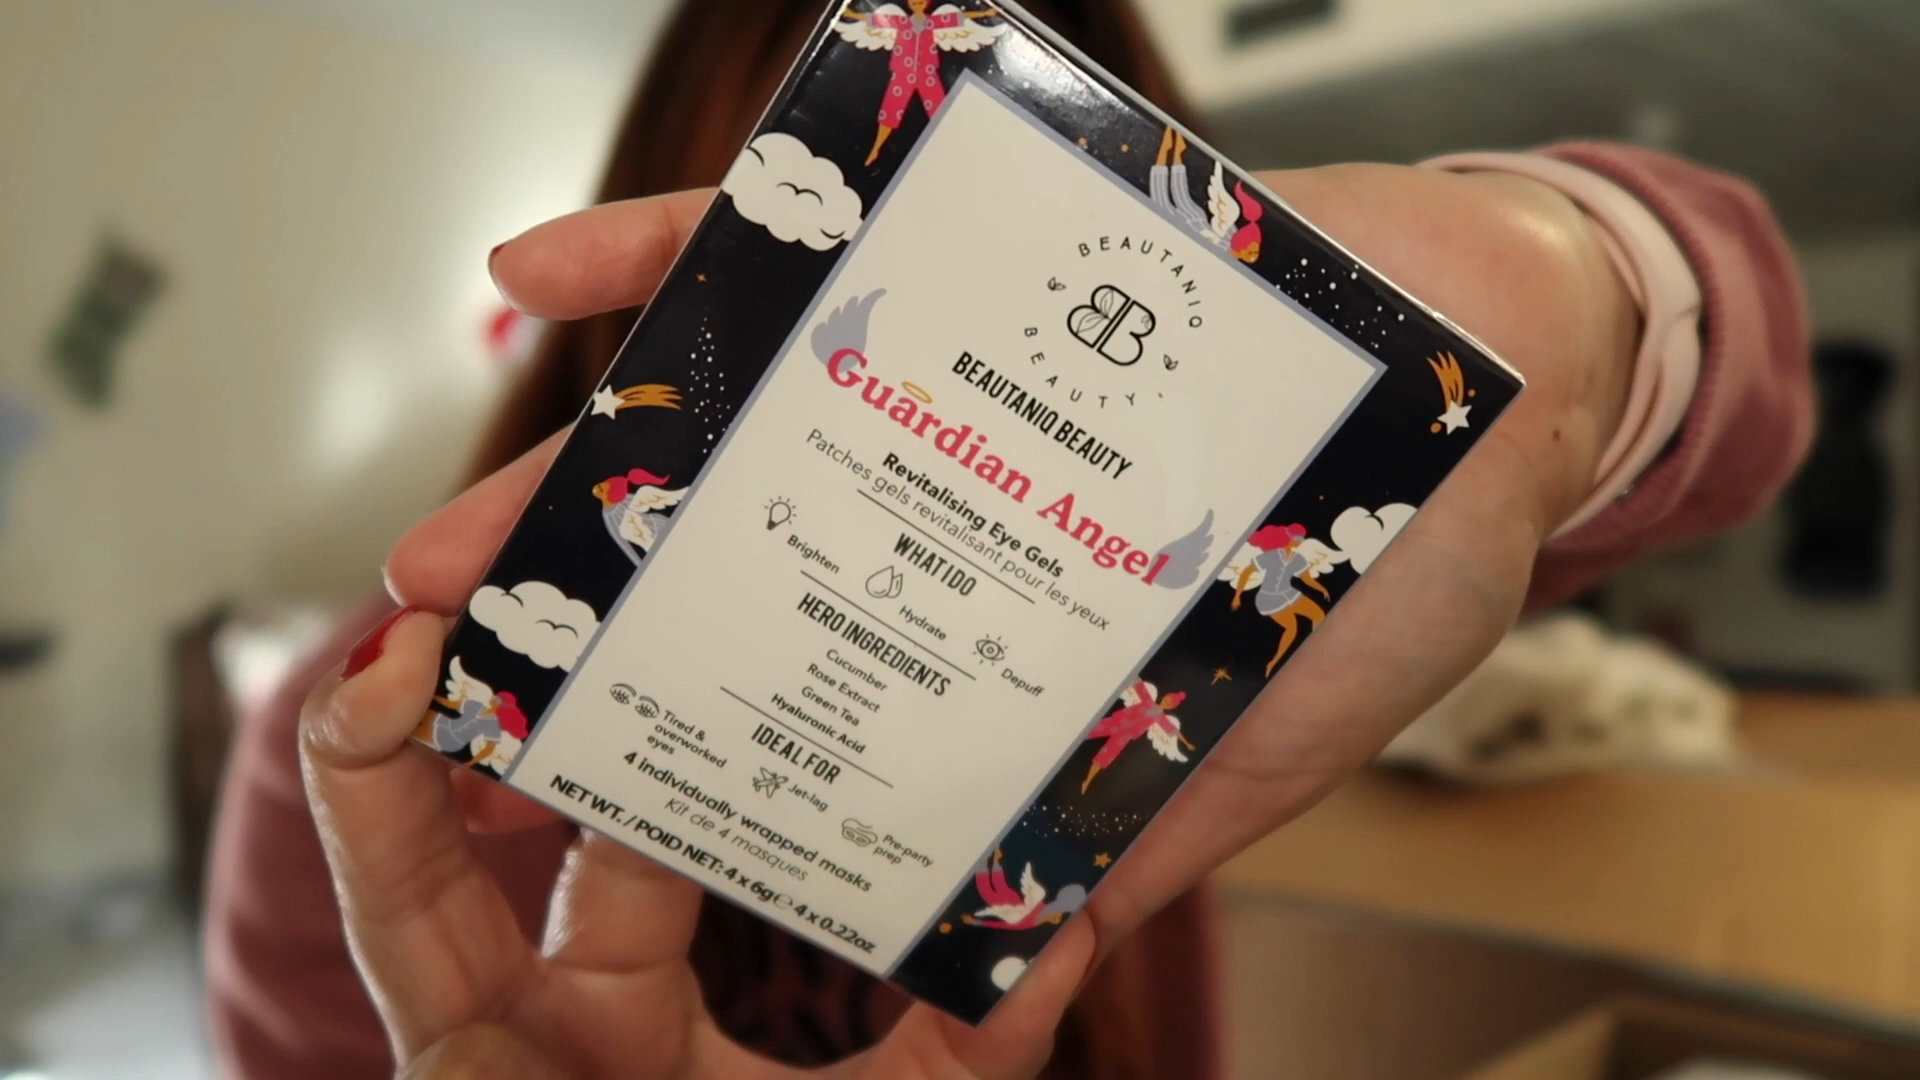 BEAUTANIQ
BEAUTY
BB
BEAUTANIQ BEAUTY
Guardian Angel
Revitalising Eye Gels
Patches gels revitalisant pour les yeux
WHAT I DO
Brighten
Hydrate
Depuff
HERO INGREDIENTS
Cucumber
Rose Extract
Green Tea
Hyaluronic Acid
IDEAL FOR
Tired &
overworked
eyes
Jet-lag
Pre-party
prep
4 individually wrapped masks
Kit de 4 masques
NET WT. / POID NET: 4 x 6g℮ 4 x 0.22oz